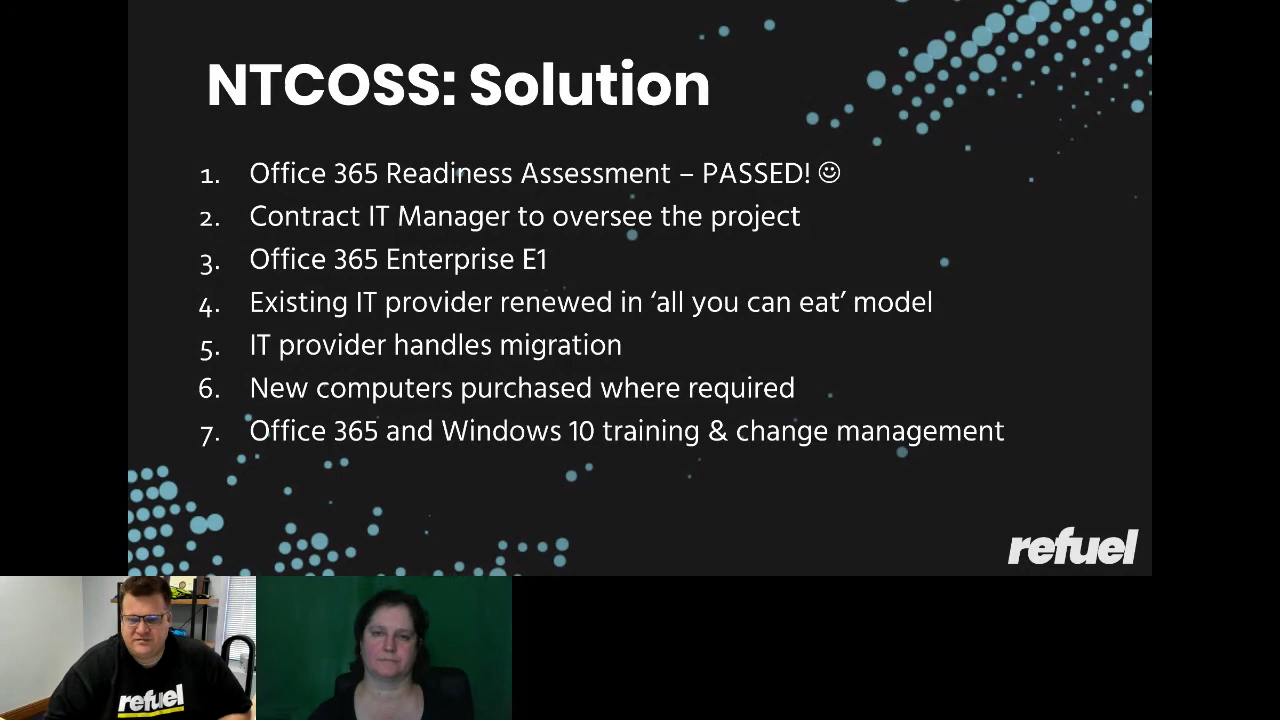 NTCOSS: Solution
1. Office 365 Readiness Assessment – PASSED! ☺
2. Contract IT Manager to oversee the project
3. Office 365 Enterprise E1
4. Existing IT provider renewed in ‘all you can eat’ model
5. IT provider handles migration
6. New computers purchased where required
7. Office 365 and Windows 10 training & change management
refuel
refuel